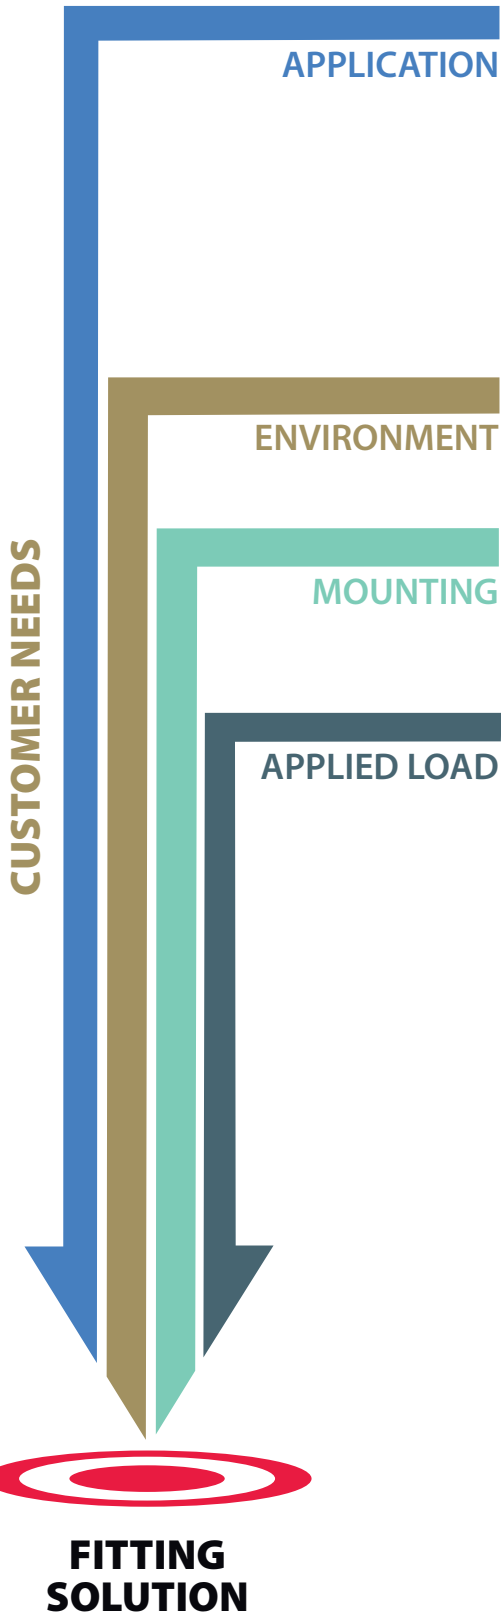 APPLICATION
ENVIRONMENT
MOUNTING
APPLIED LOAD
CUSTOMER NEEDS
FITTING
SOLUTION